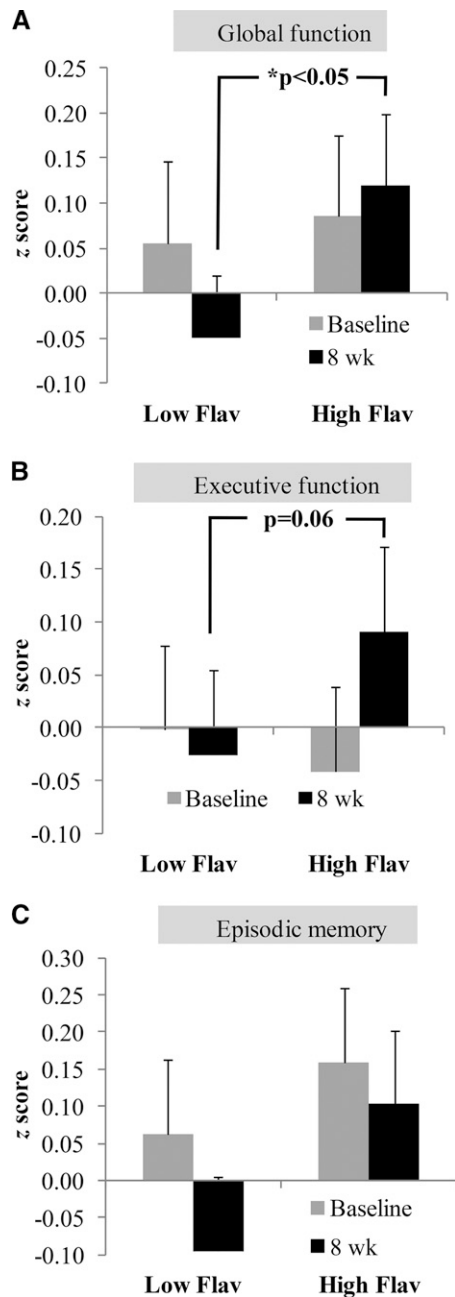 A
Global function
0.25
*p<0.05
0.20
0.15
0.10
z score
0.05
0.00
-0.05
-0.10
Baseline
8 wk
Low Flav High Flav
B
Executive function
0.20
p=0.06
0.15
0.10
z score
0.05
0.00
-0.05
-0.10
Baseline 8 wk
Low Flav High Flav
C
Episodic memory
0.30
0.25
0.20
0.15
z score
0.10
0.05
0.00
-0.05
-0.10
Baseline
8 wk
Low Flav High Flav